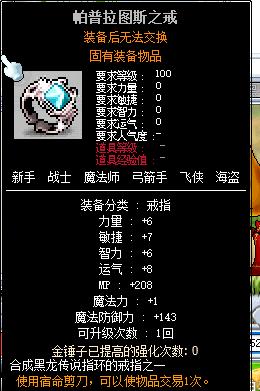 帕普拉图斯之戒
装备后无法交换
固有装备物品
要求等级 : 100
要求力量 : 0
要求敏捷 : 0
要求智力 : 0
要求运气 : 0
要求人气度 : -
道具等级 : -
道具经验值 : -
新手 战士 魔法师 弓箭手 飞侠 海盗
装备分类 : 戒指
力量 : +6
敏捷 : +7
智力 : +6
运气 : +8
MP : +208
魔法力 : +1
魔法防御力 : +143
可升级次数 : 1回
金锤子已提高的强化次数: 0
合成黑龙传说指环的戒指之一
使用宿命剪刀，可以使物品交易1次。